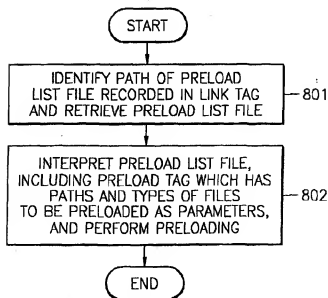 START
IDENTIFY PATH OF PRELOAD
LIST FILE RECORDED IN LINK TAG
AND RETRIEVE PRELOAD LIST FILE
801
INTERPRET PRELOAD LIST FILE,
INCLUDING PRELOAD TAG WHICH HAS
PATHS AND TYPES OF FILES
TO BE PRELOADED AS PARAMETERS,
AND PERFORM PRELOADING
802
END